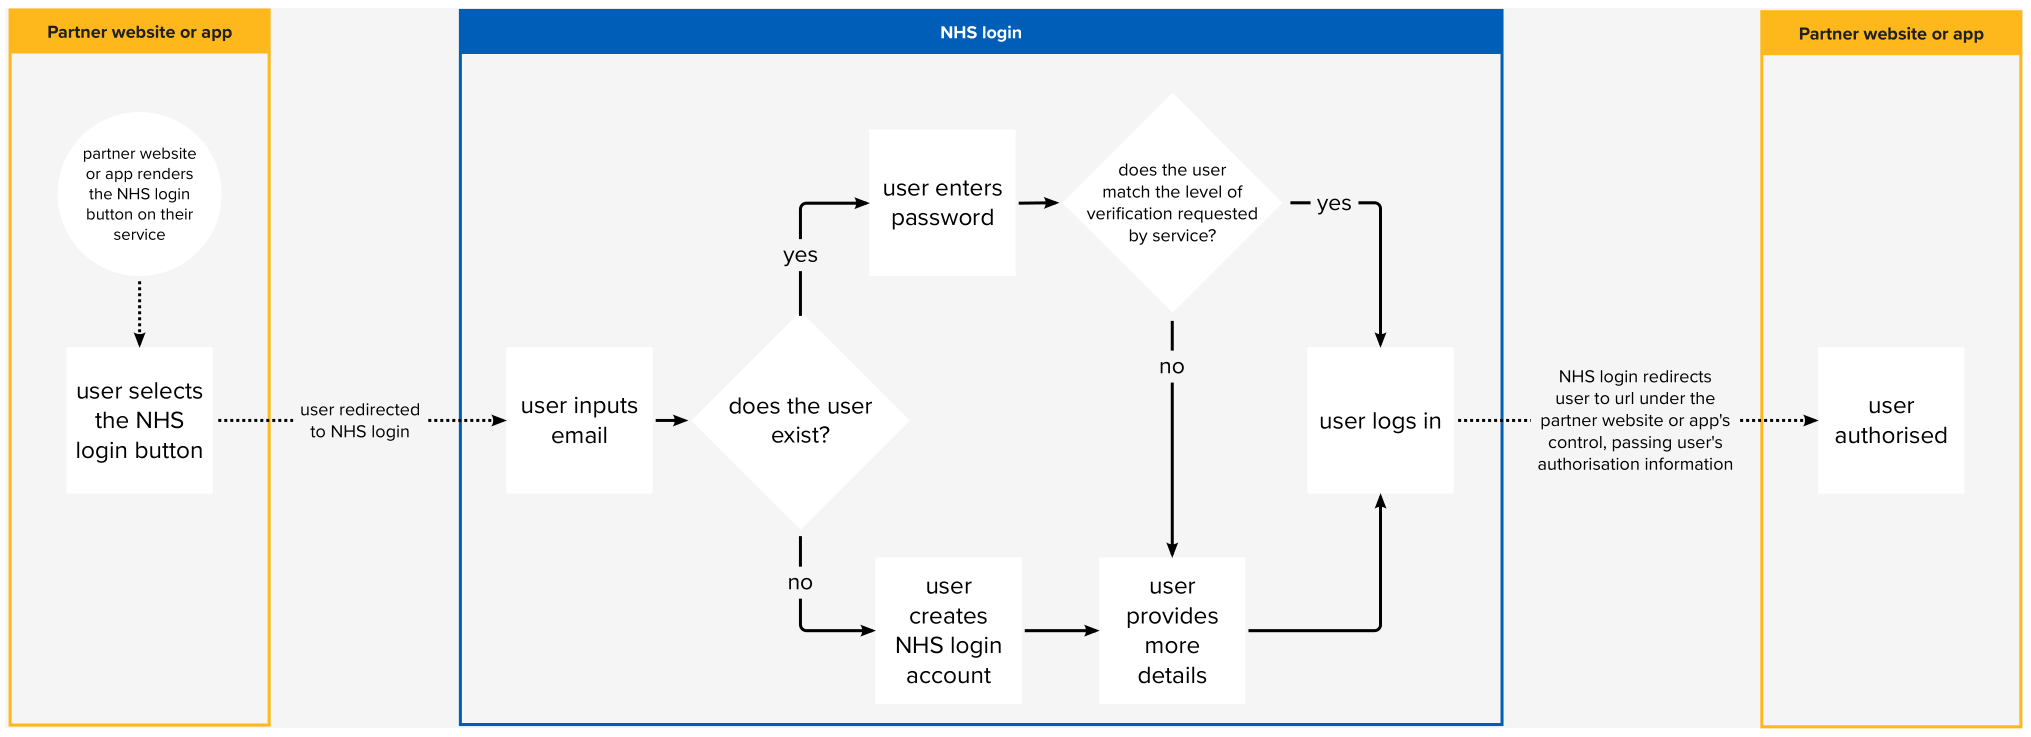 Partner website or app
NHS login
Partner website or app
partner website
or app renders
the NHS login
button on their
service
user selects
the NHS
login button
user redirected
to NHS login
user inputs
email
does the user
exist?
yes
user enters
password
does the user
match the level of
verification requested
by service?
yes
no
no
user
creates
NHS login
account
user
provides
more
details
user logs in
NHS login redirects
user to url under the
partner website or app's
control, passing user's
authorisation information
user
authorised